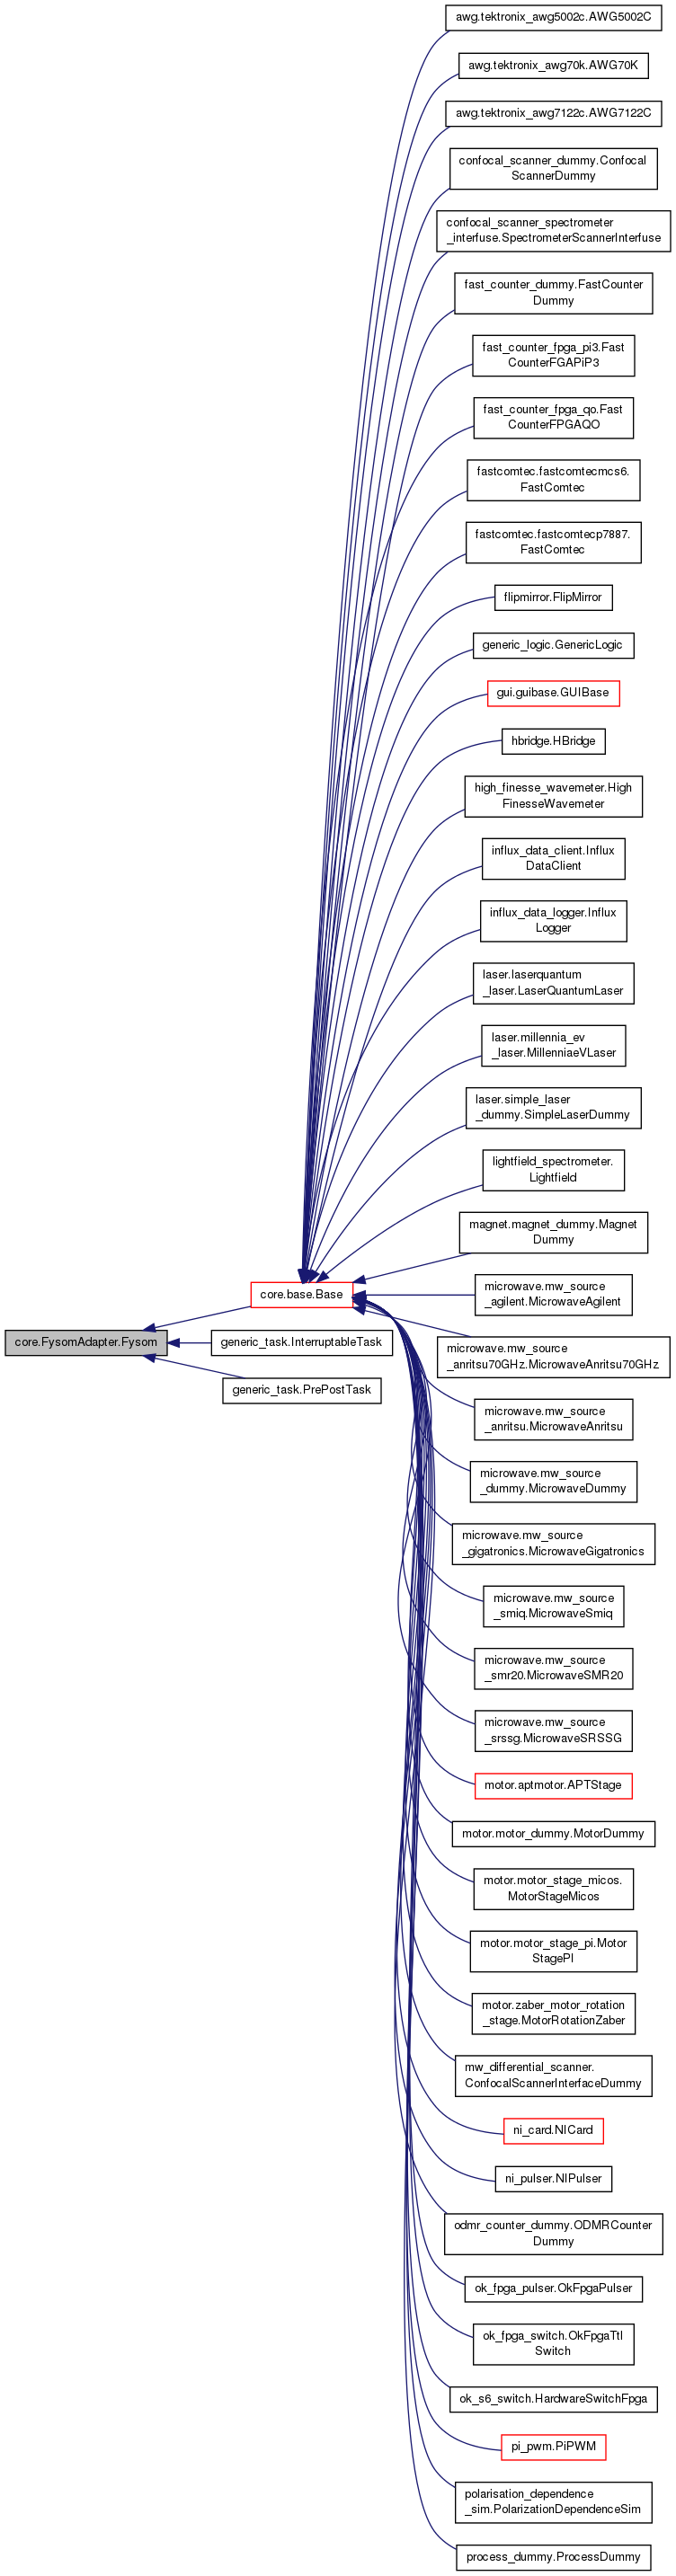 awg.tektronix_awg5002c.AWG5002C
awg.tektronix_awg70k.AWG70K
awg.tektronix_awg7122c.AWG7122C
confocal_scanner_dummy.Confocal
ScannerDummy
confocal_scanner_spectrometer
_interfuse.SpectrometerScannerInterfuse
fast_counter_dummy.FastCounter
Dummy
fast_counter_fpga_pi3.Fast
CounterFGAPiP3
fast_counter_fpga_qo.Fast
CounterFPGAQO
fastcomtec.fastcomtecmcs6.
FastComtec
fastcomtec.fastcomtecp7887.
FastComtec
flipmirror.FlipMirror
generic_logic.GenericLogic
gui.guibase.GUIBase
hbridge.HBridge
high_finesse_wavemeter.High
FinesseWavemeter
influx_data_client.Influx
DataClient
influx_data_logger.Influx
Logger
laser.laserquantum
_laser.LaserQuantumLaser
laser.millennia_ev
_laser.MillenniaeVLaser
laser.simple_laser
_dummy.SimpleLaserDummy
lightfield_spectrometer.
Lightfield
magnet.magnet_dummy.Magnet
Dummy
core.base.Base
microwave.mw_source
_agilent.MicrowaveAgilent
core.FysomAdapter.Fysom
generic_task.InterruptableTask
microwave.mw_source
_anritsu70GHz.MicrowaveAnritsu70GHz
generic_task.PrePostTask
microwave.mw_source
_anritsu.MicrowaveAnritsu
microwave.mw_source
_dummy.MicrowaveDummy
microwave.mw_source
_gigatronics.MicrowaveGigatronics
microwave.mw_source
_smiq.MicrowaveSmiq
microwave.mw_source
_smr20.MicrowaveSMR20
microwave.mw_source
_srssg.MicrowaveSRSSG
motor.aptmotor.APTStage
motor.motor_dummy.MotorDummy
motor.motor_stage_micos.
MotorStageMicos
motor.motor_stage_pi.Motor
StagePI
motor.zaber_motor_rotation
_stage.MotorRotationZaber
mw_differential_scanner.
ConfocalScannerInterfaceDummy
ni_card.NICard
ni_pulser.NIPulser
odmr_counter_dummy.ODMRCounter
Dummy
ok_fpga_pulser.OkFpgaPulser
ok_fpga_switch.OkFpgaTtl
Switch
ok_s6_switch.HardwareSwitchFpga
pi_pwm.PiPWM
polarisation_dependence
_sim.PolarizationDependenceSim
process_dummy.ProcessDummy